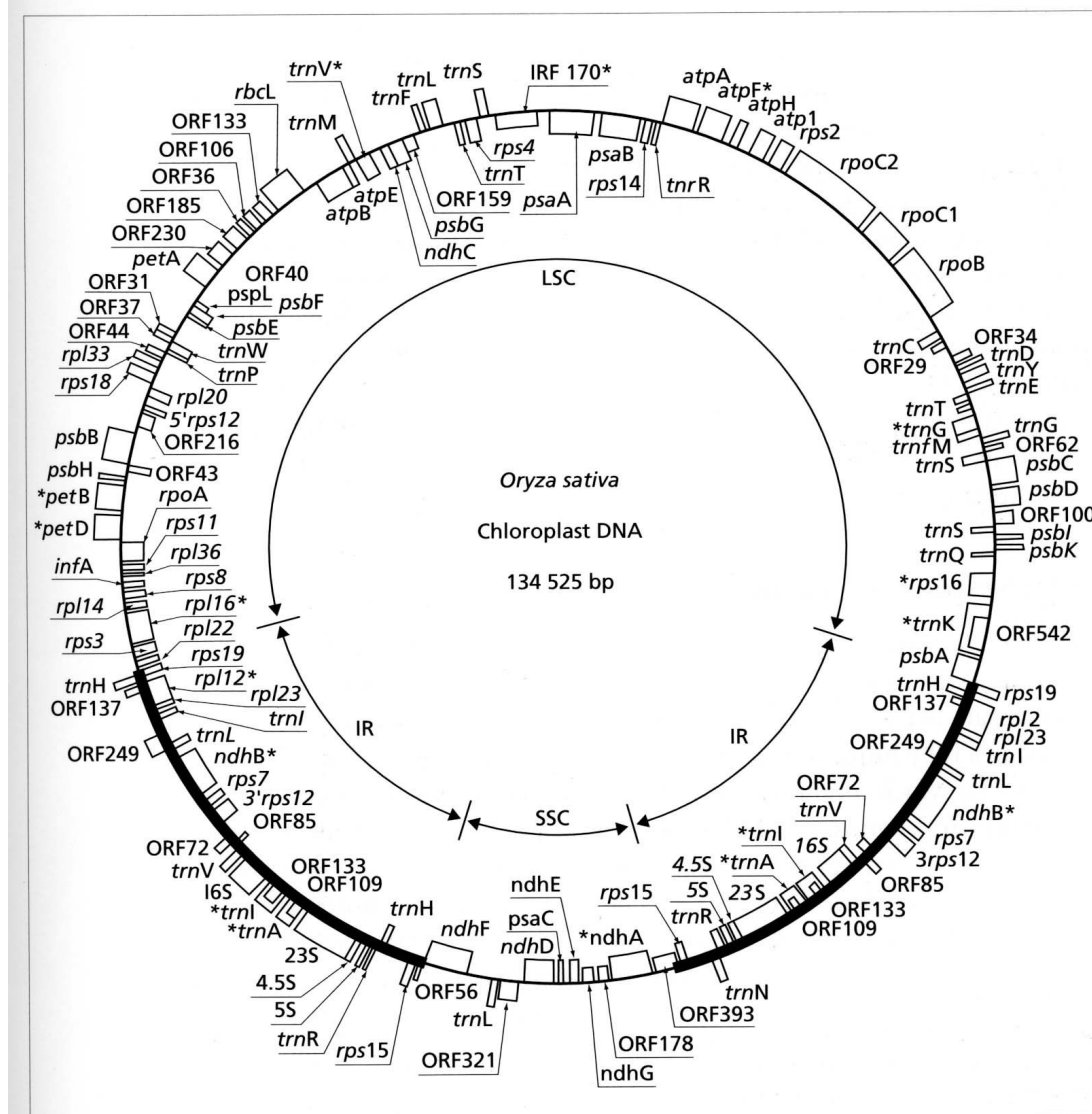 trnV*
trnL
trnS
IRF 170*
trnF
rbcL
trnM
ORF133
ORF106
ORF36
ORF185
ORF230
petA
atpB
atpE
rps4
trnT
ORF159
psbG
ndhC
psaA
psaB
rps14
tnrR
atpA
atpF*
atpH
atp1
rps2
rpoC2
rpoC1
rpoB
ORF40
pspL
psbF
psbE
ORF31
ORF37
ORF44
rpl33
rps18
trnW
trnP
rpl20
5'rps12
ORF216
psbB
ORF43
psbH
*petB
*petD
rpoA
rps11
rpl36
infA
rps8
rpl14
rpl16*
rps3
rpl22
rps19
trnH
rpl12*
ORF137
rpl23
trnI
LSC
trnC
ORF29
ORF34
trnD
trnY
trnE
trnT
*trnG
trnfM
trnS
trnG
ORF62
psbC
psbD
ORF100
trnS
psbI
psbK
trnQ
*rps16
*trnK
ORF542
psbA
trnH
ORF137
rps19
rpl2
rpl23
trnI
Oryza sativa
Chloroplast DNA
134 525 bp
IR
IR
SSC
ORF249
trnL
ndhB*
rps7
3'rps12
ORF85
ORF72
trnV
I6S
*trnI
*trnA
ORF133
ORF109
23S
4.5S
5S
trnR
trnH
rps15
ndhF
ORF56
trnL
ORF321
ndhE
psaC
ndhD
*ndhA
ndhG
ORF178
ORF393
rps15
trnN
trnR
5S
4.5S
23S
*trnA
*trnI
16S
trnV
ORF72
ORF249
trnL
ndhB*
rps7
3rps12
ORF85
ORF133
ORF109